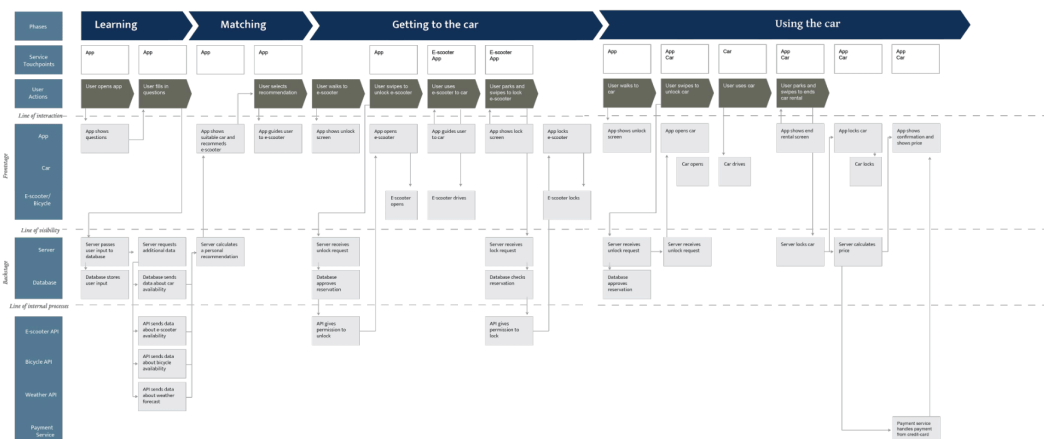 Phases
Learning
Matching
Getting to the car
Using the car
Service
Touchpoints
App
App
App
App
App
E-scooter
App
E-scooter
App
App
App
Car
Car
App
Car
App
Car
App
Car
User
Actions
User opens app
User fills in
questions
User selects
recommendation
User walks to
e-scooter
User swipes to
unlock e-scooter
User uses
e-scooter to car
User parks and
swipes to lock
e-scooter
User walks to
car
User swipes to
unlock car
User uses car
User parks and
swipes to ends
car rental
Line of interaction
Frontstage
App
App shows
questions
App shows
suitable car and
recommeds
e-scooter
App guides user
to e-scooter
App shows unlock
screen
App opens
e-scooter
App guides user
to car
App shows lock
screen
App locks
e-scooter
App shows unlock
screen
App opens car
App shows end
rental screen
App locks car
App shows
confirmation and
shows price
Car
Car opens
Car drives
Car locks
E-scooter/
Bicycle
E-scooter
opens
E-scooter drives
E-scooter locks
Line of visibility
Backstage
Server
Server passes
user input to
database
Server requests
additional data
Server calculates
a personal
recommendation
Server receives
unlock request
Server receives
lock request
Server receives
unlock request
Server receives
unlock request
Server locks car
Server calculates
price
Database
Database stores
user input
Database sends
data about car
availability
Database
approves
reservation
Database checks
reservation
Database
approves
reservation
Line of internal processes
E-scooter API
API sends data
about e-scooter
availability
API gives
permission to
unlock
API gives
permission to
lock
Bicycle API
API sends data
about bicycle
availability
Weather API
API sends data
about weather
forecast
Payment
Service
Payment service
handles payment
from credit-card